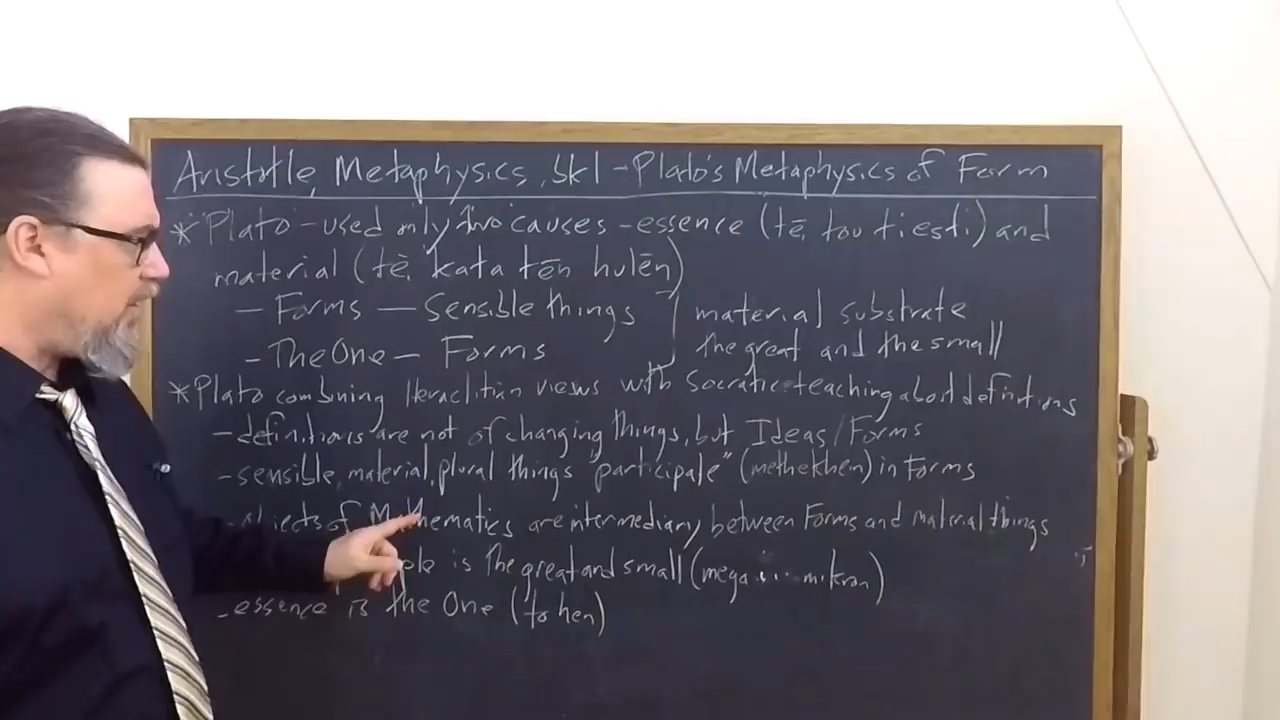 Aristotle, Metaphysics, bk 1 - Plato's Metaphysics of Form
* Plato - used only "two" causes - essence (tē, tou ti esti) and
material (tē, kata tēn hulēn)
- Forms — Sensible things
- The One — Forms
material substrate
the great and the small
* Plato combining Heraclitian views with Socratic teaching about definitions
- definitions are not of changing things, but Ideas/Forms
- sensible, material, plural things "participate" (methekhein) in Forms
- objects of Mathematics are intermediary between Forms and material things
is the great and small (mega ... mikron)
- essence is the One (to hen)